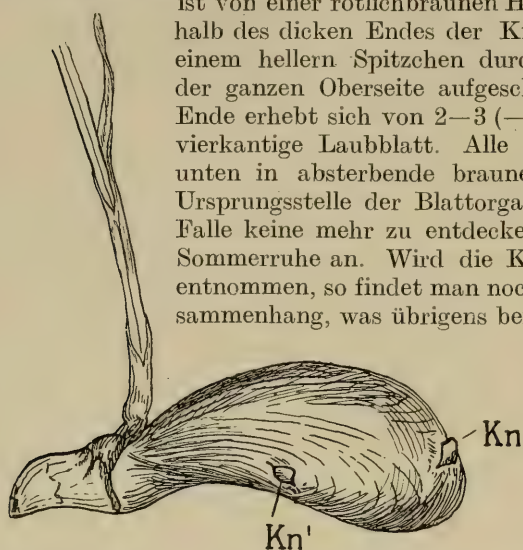 ist von einer rötlichbraunen H
halb des dicken Endes der K
einem hellern Spitzchen durc
der ganzen Oberseite aufgesch
Ende erhebt sich von 2—3 (—
vierkantige Laubblatt. Alle
unten in absterbende braune
Ursprungsstelle der Blattorga
Falle keine mehr zu entdecke
Sommerruhe an. Wird die K
entnommen, so findet man noc
sammenhang, was übrigens be
Kn
Kn'